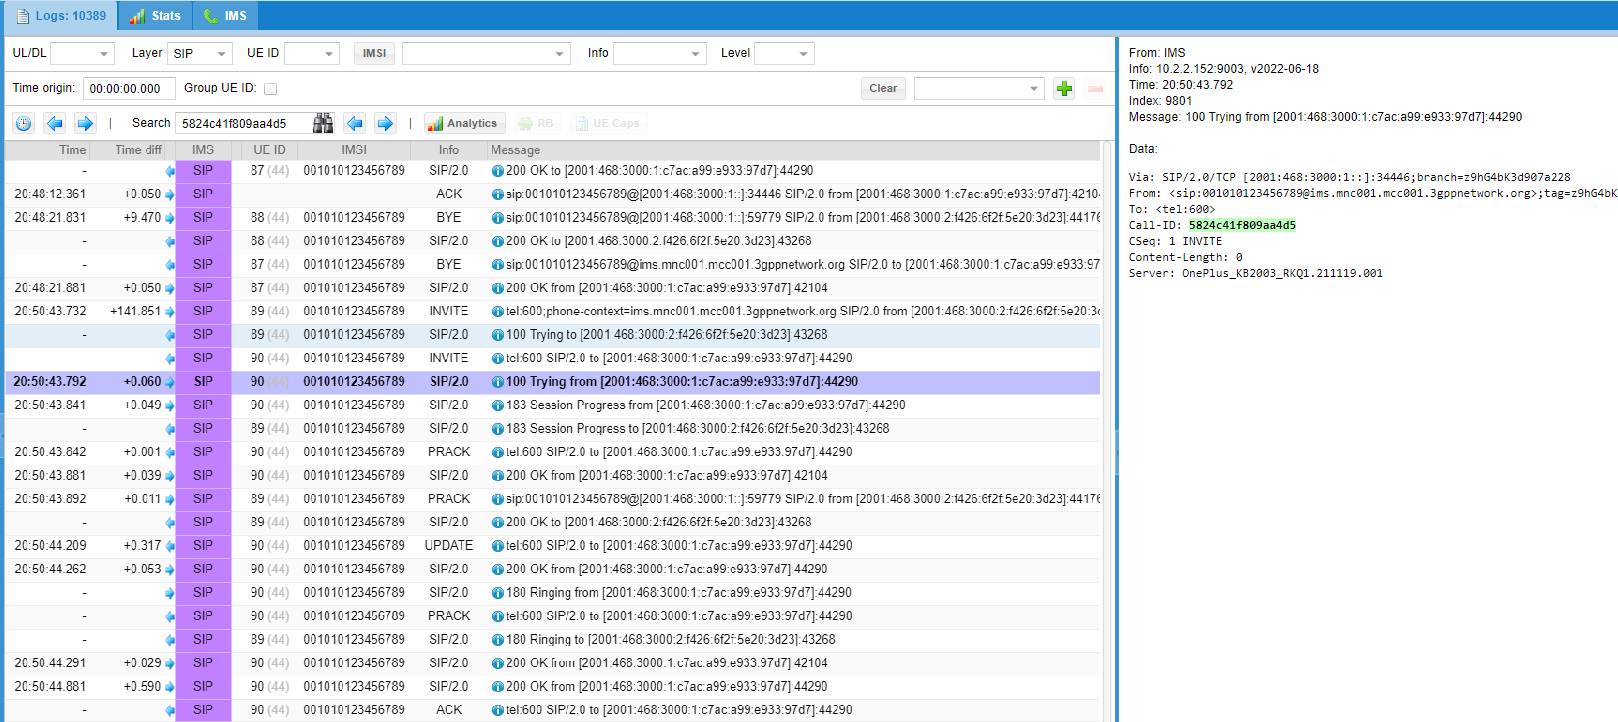 Logs: 10389 Stats IMS
UL/DL Layer SIP UE ID IMSI Info Level
Time origin: 00:00:00.000 Group UE ID: Clear
Search 5824c41f809aa4d5 Analytics RB UE Caps
Time Time diff IMS UE ID IMSI Info Message
- SIP 87 (44) 001010123456789 SIP/2.0 200 OK to [2001:468:3000:1:c7ac:a99:e933:97d7]:44290
20:48:12.361 +0.050 SIP ACK sip:001010123456789@[2001:468:3000:1::]:34446 SIP/2.0 from [2001:468:3000:1:c7ac:a99:e933:97d7]:42104
20:48:21.831 +9.470 SIP 88 (44) 001010123456789 BYE sip:001010123456789@[2001:468:3000:1::]:59779 SIP/2.0 from [2001:468:3000:2:f426:6f2f:5e20:3d23]:44176
- SIP 88 (44) 001010123456789 SIP/2.0 200 OK to [2001:468:3000:2:f426:6f2f:5e20:3d23]:43268
- SIP 87 (44) 001010123456789 BYE sip:001010123456789@ims.mnc001.mcc001.3gppnetwork.org SIP/2.0 to [2001:468:3000:1:c7ac:a99:e933:97
20:48:21.881 +0.050 SIP 87 (44) 001010123456789 SIP/2.0 200 OK from [2001:468:3000:1:c7ac:a99:e933:97d7]:42104
20:50:43.732 +141.851 SIP 89 (44) 001010123456789 INVITE tel:600;phone-context=ims.mnc001.mcc001.3gppnetwork.org SIP/2.0 from [2001:468:3000:2:f426:6f2f:5e20:3
- SIP 89 (44) 001010123456789 SIP/2.0 100 Trying to [2001:468:3000:2:f426:6f2f:5e20:3d23]:43268
SIP 90 (44) 001010123456789 INVITE tel:600 SIP/2.0 to [2001:468:3000:1:c7ac:a99:e933:97d7]:44290
20:50:43.792 +0.060 SIP 90 (44) 001010123456789 SIP/2.0 100 Trying from [2001:468:3000:1:c7ac:a99:e933:97d7]:44290
20:50:43.841 +0.049 SIP 90 (44) 001010123456789 SIP/2.0 183 Session Progress from [2001:468:3000:1:c7ac:a99:e933:97d7]:44290
- SIP 89 (44) 001010123456789 SIP/2.0 183 Session Progress to [2001:468:3000:2:f426:6f2f:5e20:3d23]:43268
20:50:43.842 +0.001 SIP 90 (44) 001010123456789 PRACK tel:600 SIP/2.0 to [2001:468:3000:1:c7ac:a99:e933:97d7]:44290
20:50:43.881 +0.039 SIP 90 (44) 001010123456789 SIP/2.0 200 OK from [2001:468:3000:1:c7ac:a99:e933:97d7]:42104
20:50:43.892 +0.011 SIP 89 (44) 001010123456789 PRACK sip:001010123456789@[2001:468:3000:1::]:59779 SIP/2.0 from [2001:468:3000:2:f426:6f2f:5e20:3d23]:44176
- SIP 89 (44) 001010123456789 SIP/2.0 200 OK to [2001:468:3000:2:f426:6f2f:5e20:3d23]:43268
20:50:44.209 +0.317 SIP 90 (44) 001010123456789 UPDATE tel:600 SIP/2.0 to [2001:468:3000:1:c7ac:a99:e933:97d7]:44290
20:50:44.262 +0.053 SIP 90 (44) 001010123456789 SIP/2.0 200 OK from [2001:468:3000:1:c7ac:a99:e933:97d7]:44290
- SIP 90 (44) 001010123456789 SIP/2.0 180 Ringing from [2001:468:3000:1:c7ac:a99:e933:97d7]:44290
- SIP 90 (44) 001010123456789 PRACK tel:600 SIP/2.0 to [2001:468:3000:1:c7ac:a99:e933:97d7]:44290
- SIP 89 (44) 001010123456789 SIP/2.0 180 Ringing to [2001:468:3000:2:f426:6f2f:5e20:3d23]:43268
20:50:44.291 +0.029 SIP 90 (44) 001010123456789 SIP/2.0 200 OK from [2001:468:3000:1:c7ac:a99:e933:97d7]:42104
20:50:44.881 +0.590 SIP 90 (44) 001010123456789 SIP/2.0 200 OK from [2001:468:3000:1:c7ac:a99:e933:97d7]:44290
- SIP 90 (44) 001010123456789 ACK tel:600 SIP/2.0 to [2001:468:3000:1:c7ac:a99:e933:97d7]:44290
From: IMS
Info: 10.2.2.152:9003, v2022-06-18
Time: 20:50:43.792
Index: 9801
Message: 100 Trying from [2001:468:3000:1:c7ac:a99:e933:97d7]:44290
Data:
Via: SIP/2.0/TCP [2001:468:3000:1::]:34446;branch=z9hG4bK3d907a228
From: <sip:001010123456789@ims.mnc001.mcc001.3gppnetwork.org>;tag=z9hG4bK
To: <tel:600>
Call-ID: 5824c41f809aa4d5
CSeq: 1 INVITE
Content-Length: 0
Server: OnePlus_KB2003_RKQ1.211119.001